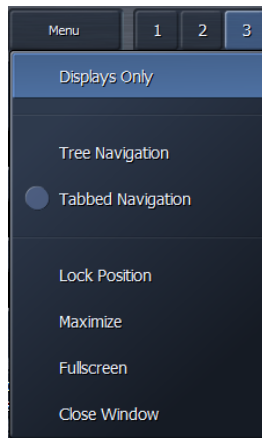 Menu 1 2 3
Displays Only
Tree Navigation
Tabbed Navigation
Lock Position
Maximize
Fullscreen
Close Window